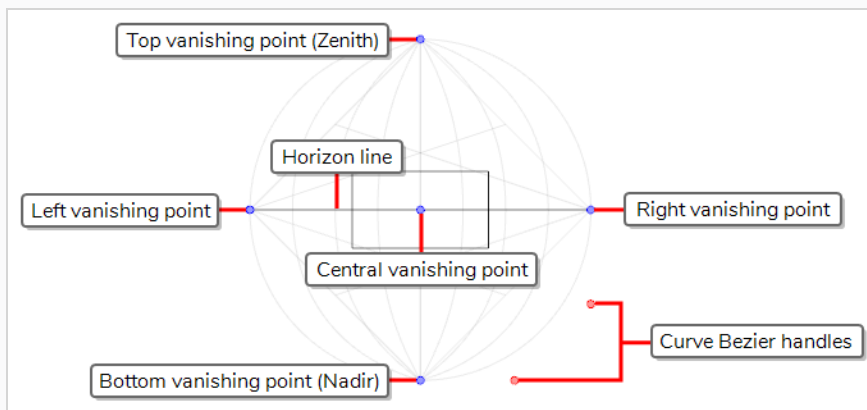 Top vanishing point (Zenith)
Horizon line
Left vanishing point
Right vanishing point
Central vanishing point
Curve Bezier handles
Bottom vanishing point (Nadir)